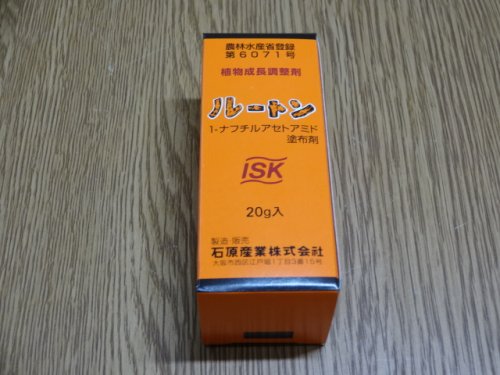 農林水産省登録
第6071号
植物成長調整剤
ルートン
1-ナフチルアセトアミド
塗布剤
ISK
20g入
製造・販売
石原産業株式会社
大阪市西区江戸堀1丁目3番15号